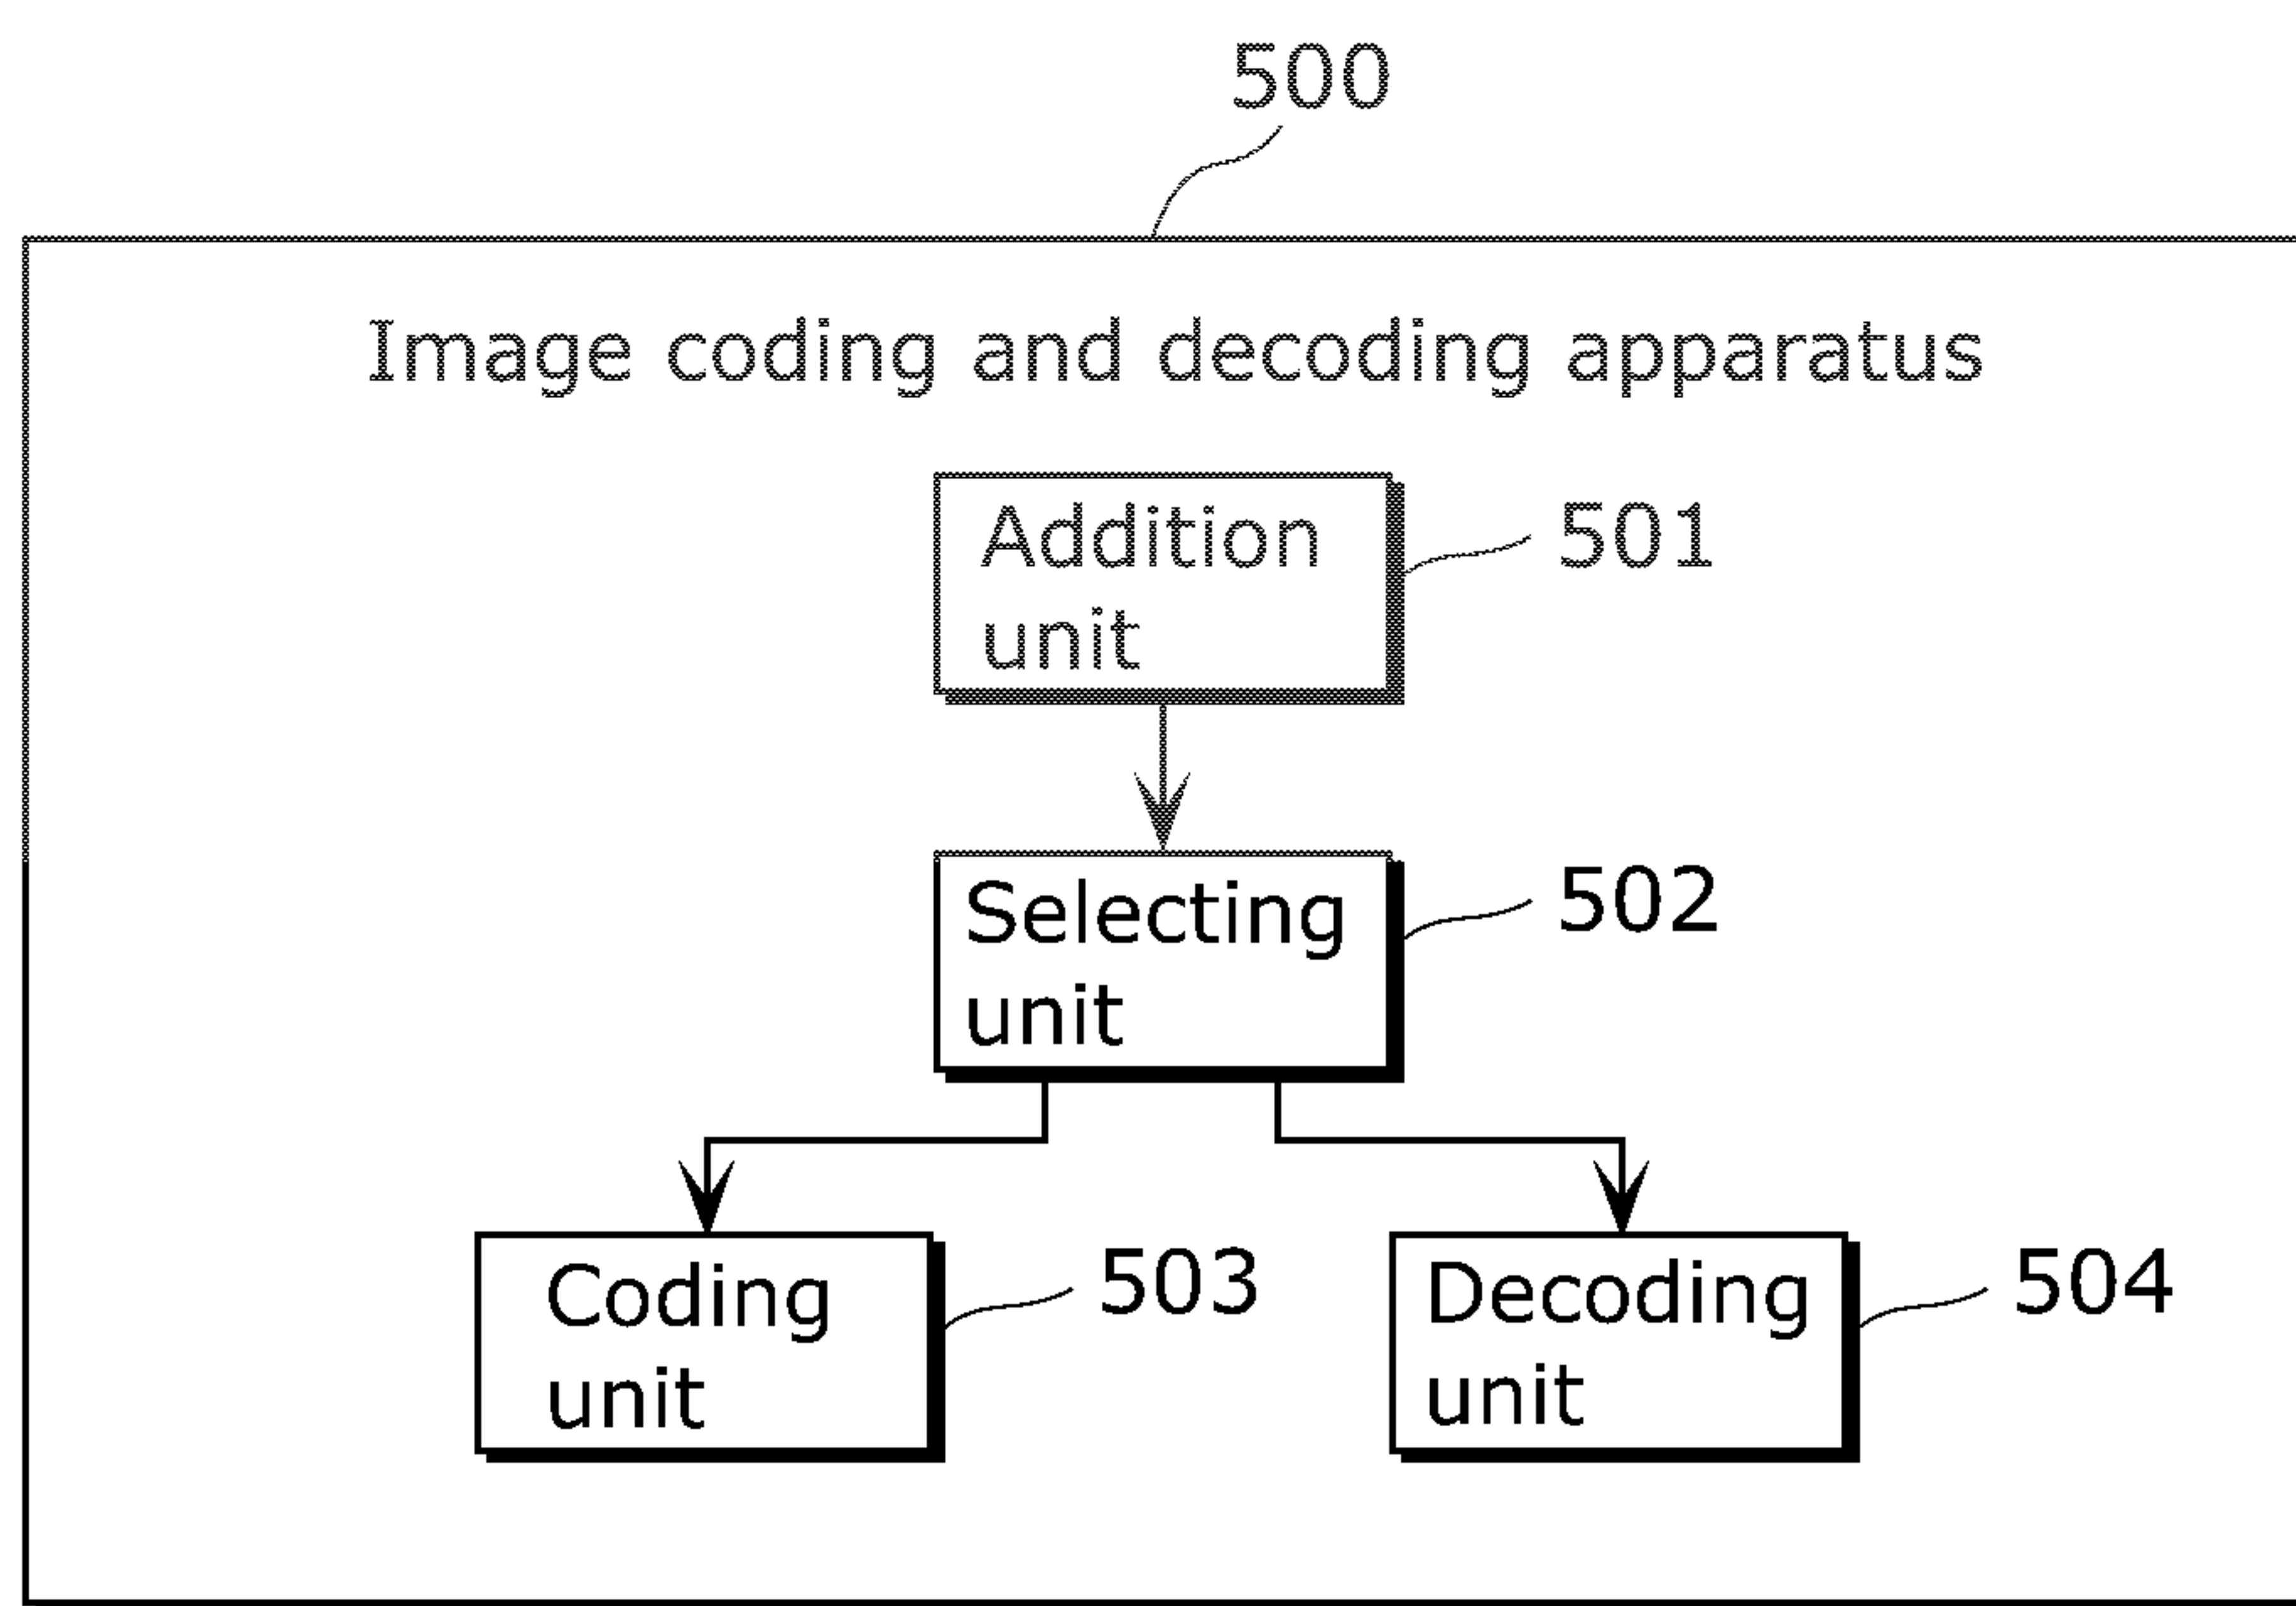 500
Image coding and decoding apparatus
Addition
unit
501
Selecting
unit
502
Coding
unit
503
Decoding
unit
504